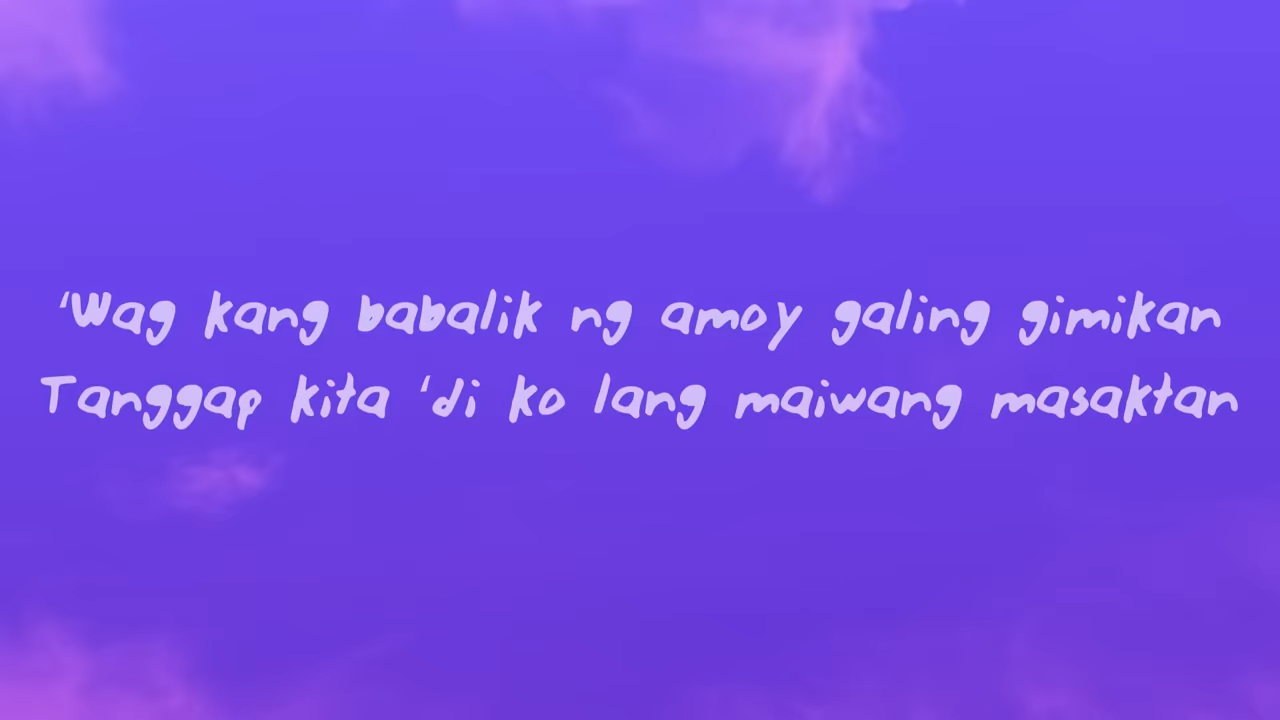 ‘Wag kang babalik ng amoy galing gimikan
Tanggap kita ‘di ko lang maiwang masaktan